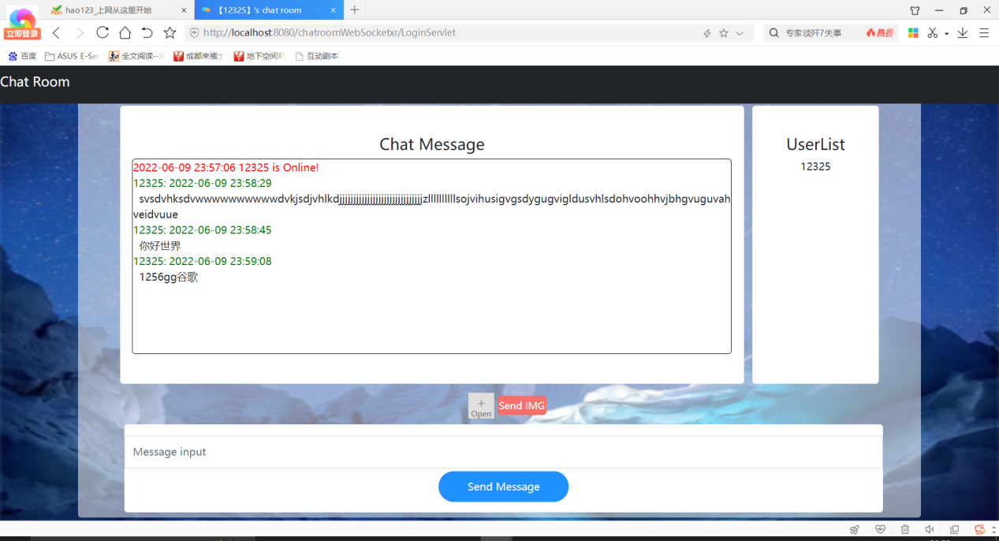 hao123_上网从这里开始
【12325】's chat room
立即登录
http://localhost:8080/chatroomWebSocketxr/LoginServlet
专家谈歼7失事
热搜
百度
ASUS E-Ser
全文阅读--X
成都来福士
地下空间利
互动剧本
Chat Room
Chat Message
UserList
2022-06-09 23:57:06 12325 is Online!
12325
12325: 2022-06-09 23:58:29
veidvuue
12325: 2022-06-09 23:58:45
你好世界
12325: 2022-06-09 23:59:08
1256gg谷歌
+
Open
Send IMG
Message input
Send Message